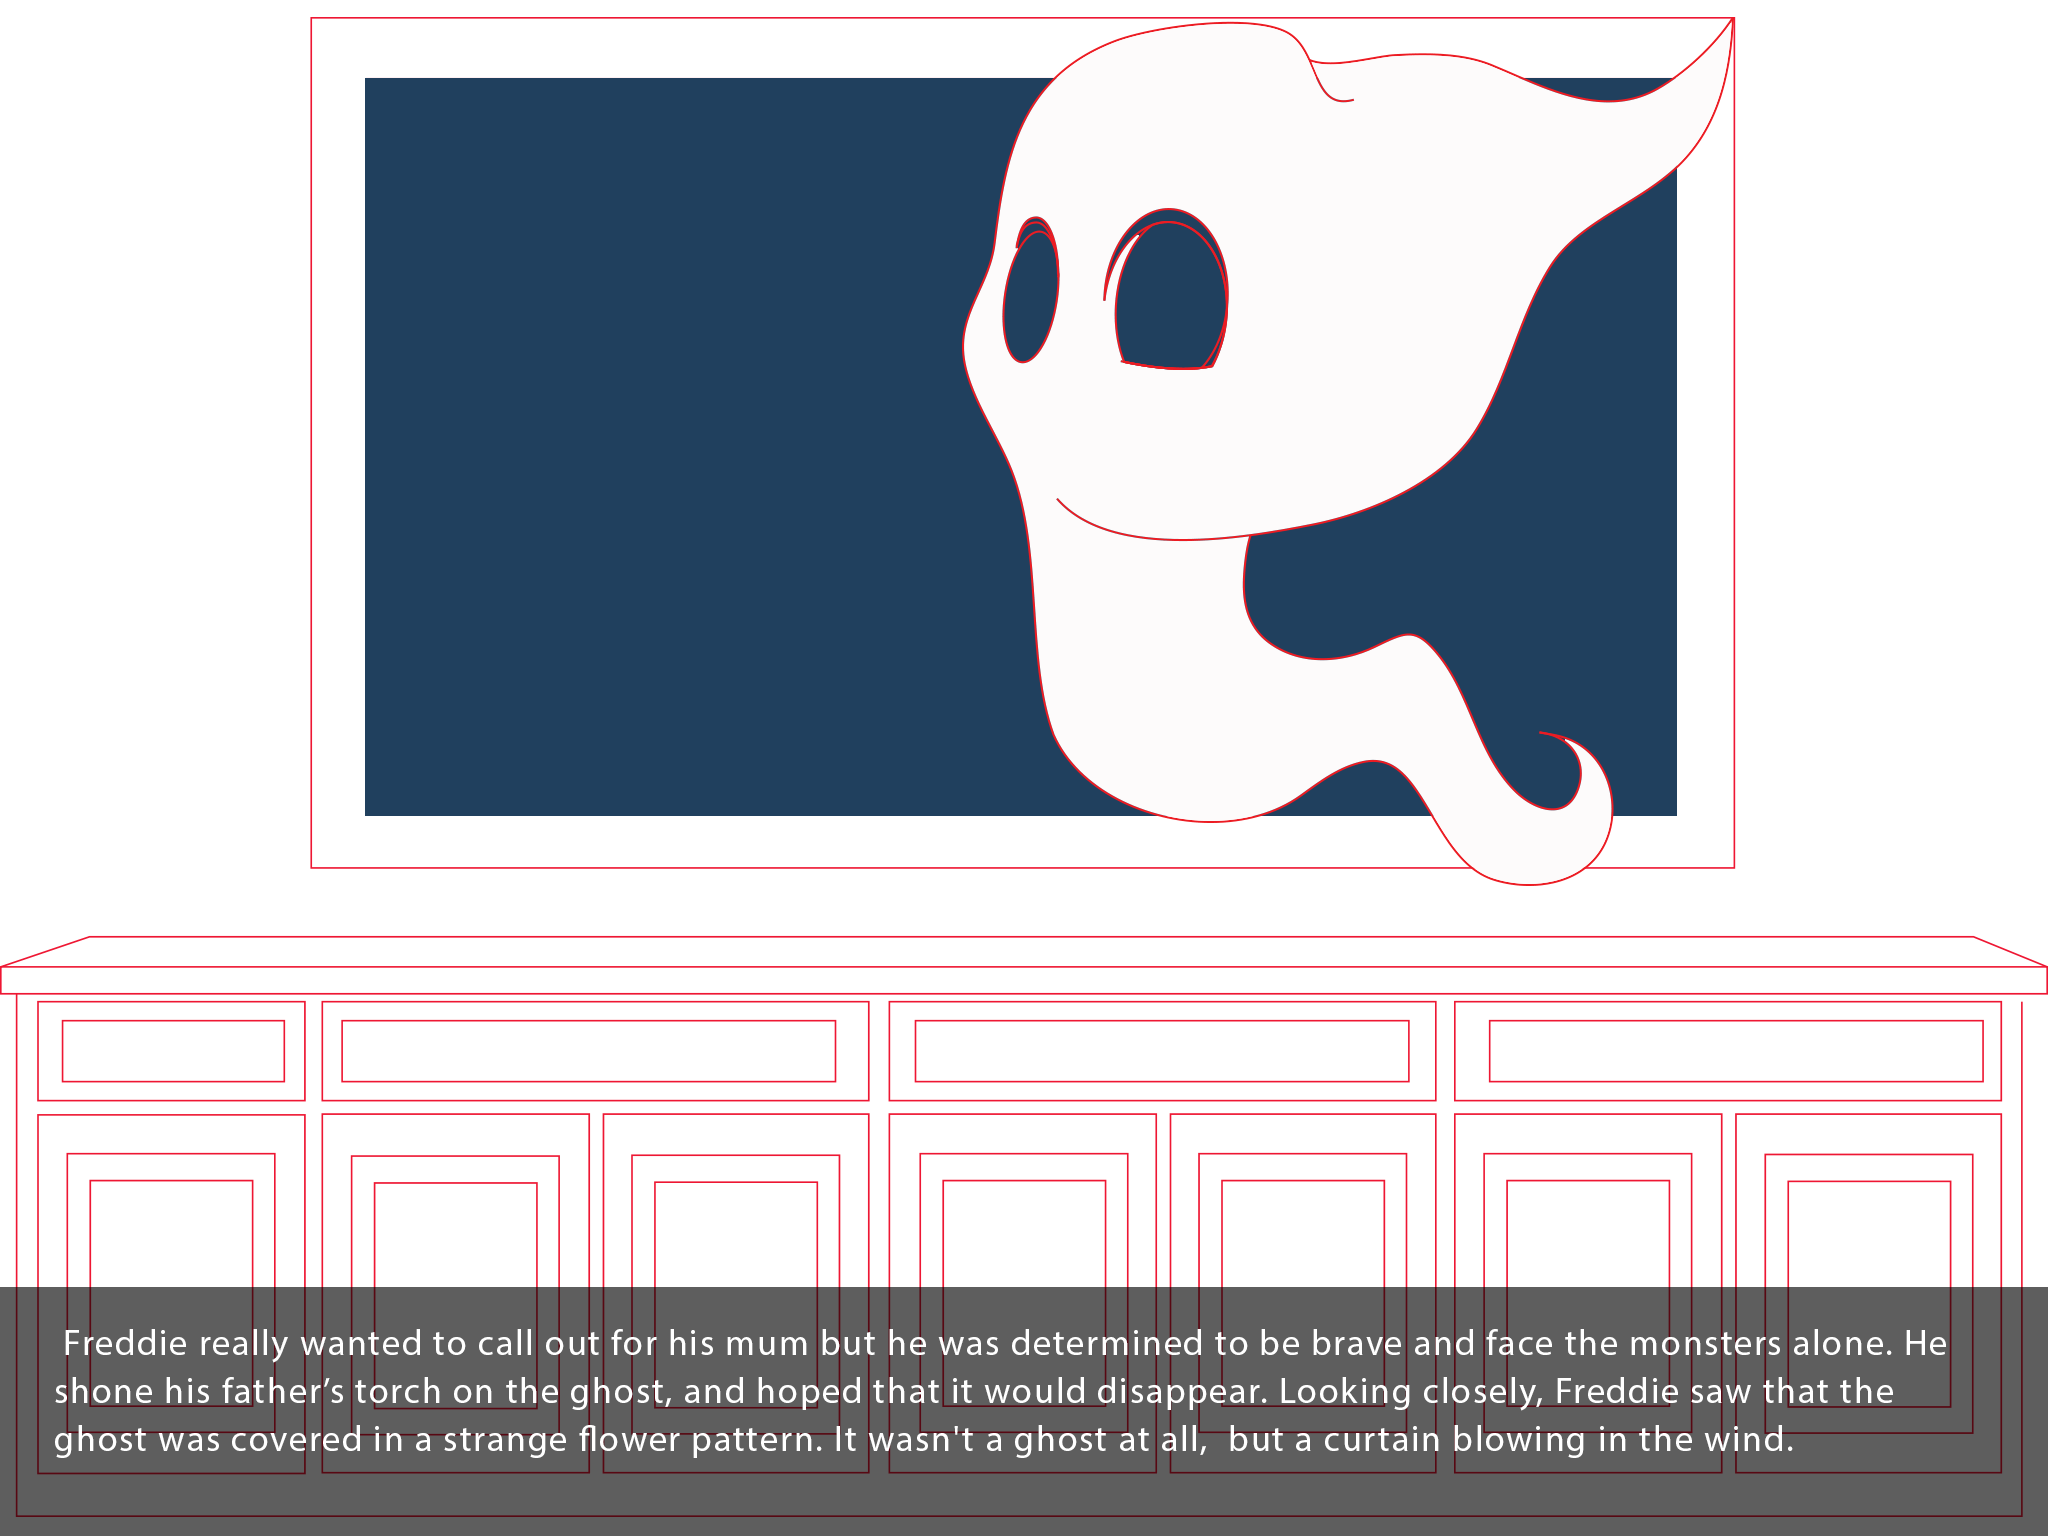 Freddie really wanted to call out for his mum but he was determined to be brave and face the monsters alone. He
shone his father’s torch on the ghost, and hoped that it would disappear. Looking closely, Freddie saw that the
ghost was covered in a strange flower pattern. It wasn't a ghost at all,  but a curtain blowing in the wind.